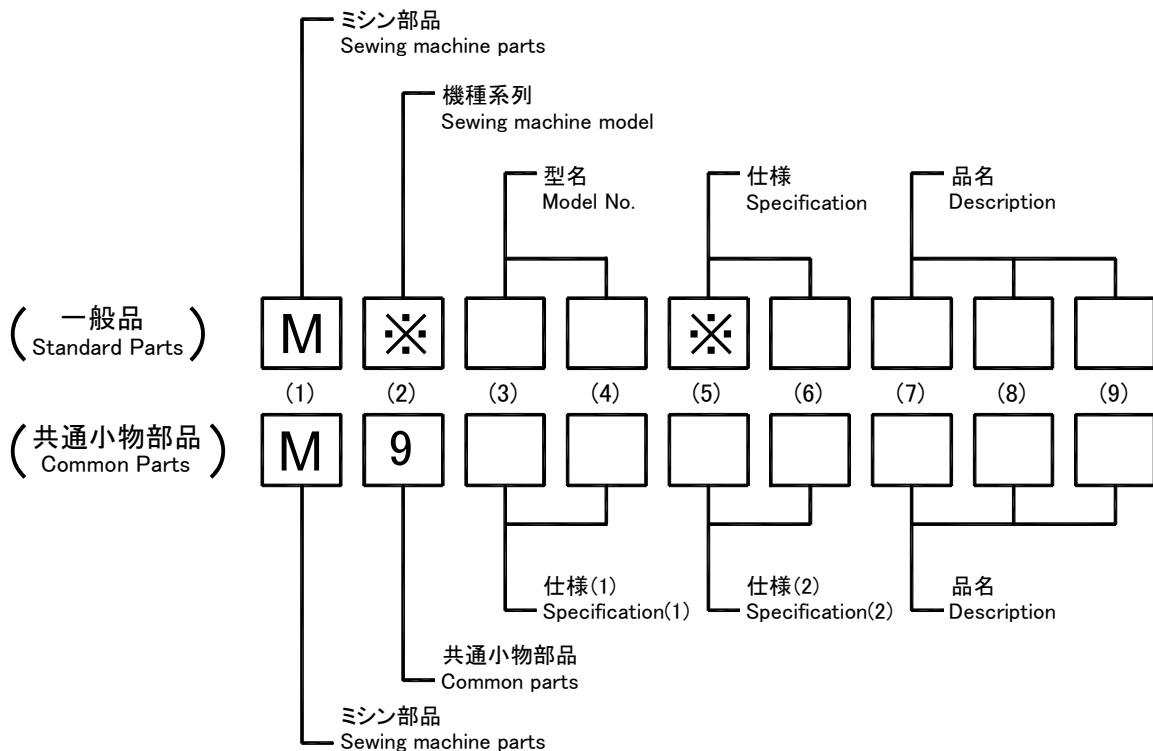 ミシン部品
Sewing machine parts
機種系列
Sewing machine model
型名
Model No.
仕様
Specification
品名
Description
(一般品
Standard Parts)
M ※ ※
(1) (2) (3) (4) (5) (6) (7) (8) (9)
(共通小物部品
Common Parts)
M 9
仕様(1)
Specification(1)
仕様(2)
Specification(2)
品名
Description
共通小物部品
Common parts
ミシン部品
Sewing machine parts